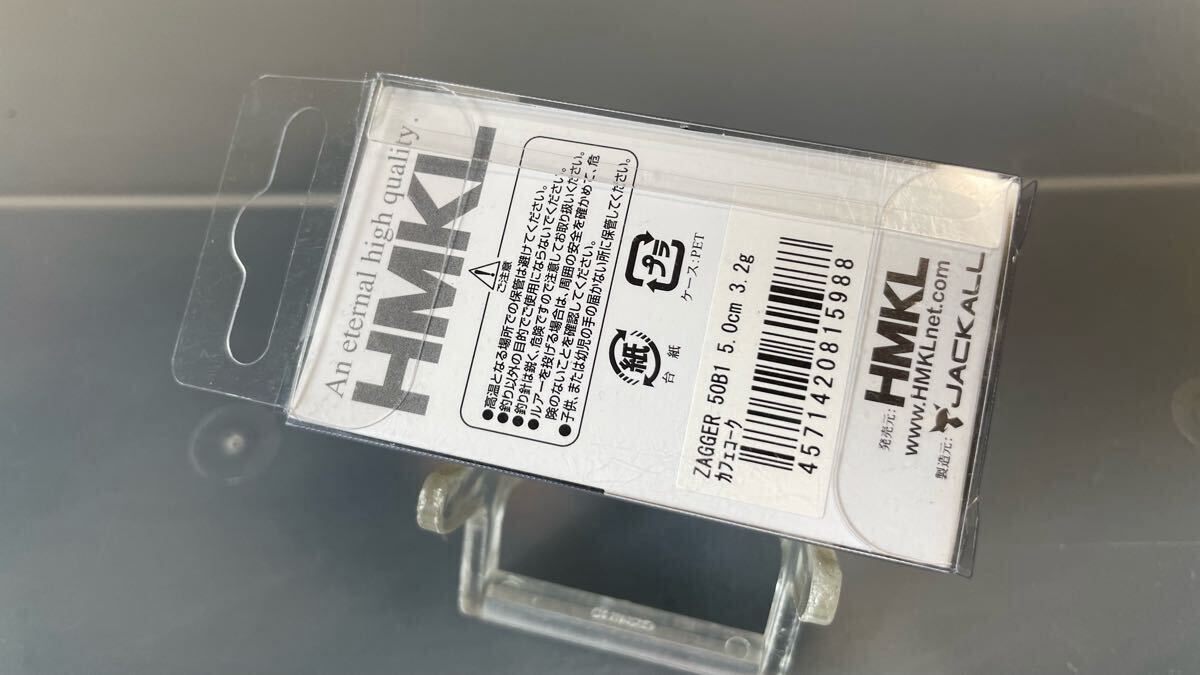 An eternal high quality.
HMKL
ご注意
●高温となる場所での保管は避けてください。
●釣り以外の目的でご使用にならないでください。
●釣り針は鋭く、危険ですので注意してお取り扱いください。
●ルアーを投げる場合は、周囲の安全を確かめて、危
険のないことを確認してください。
●子供、または幼児の手の届かない所に保管してください。
紙
台 紙
プラ
ケース:PET
ZAGGER 50B1 5.0cm 3.2g
カフェコーク
4571420815988
発売元: HMKL
www.HMKLnet.com
製造元: JACKALL